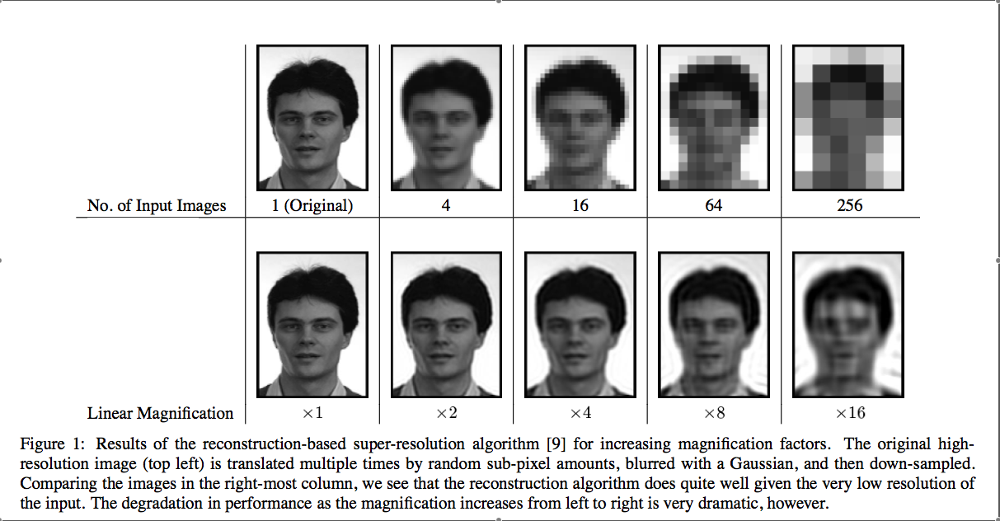 No. of Input Images 1 (Original) 4 16 64 256
Linear Magnification ×1 ×2 ×4 ×8 ×16
Figure 1: Results of the reconstruction-based super-resolution algorithm [9] for increasing magnification factors. The original high-
resolution image (top left) is translated multiple times by random sub-pixel amounts, blurred with a Gaussian, and then down-sampled.
Comparing the images in the right-most column, we see that the reconstruction algorithm does quite well given the very low resolution of
the input. The degradation in performance as the magnification increases from left to right is very dramatic, however.